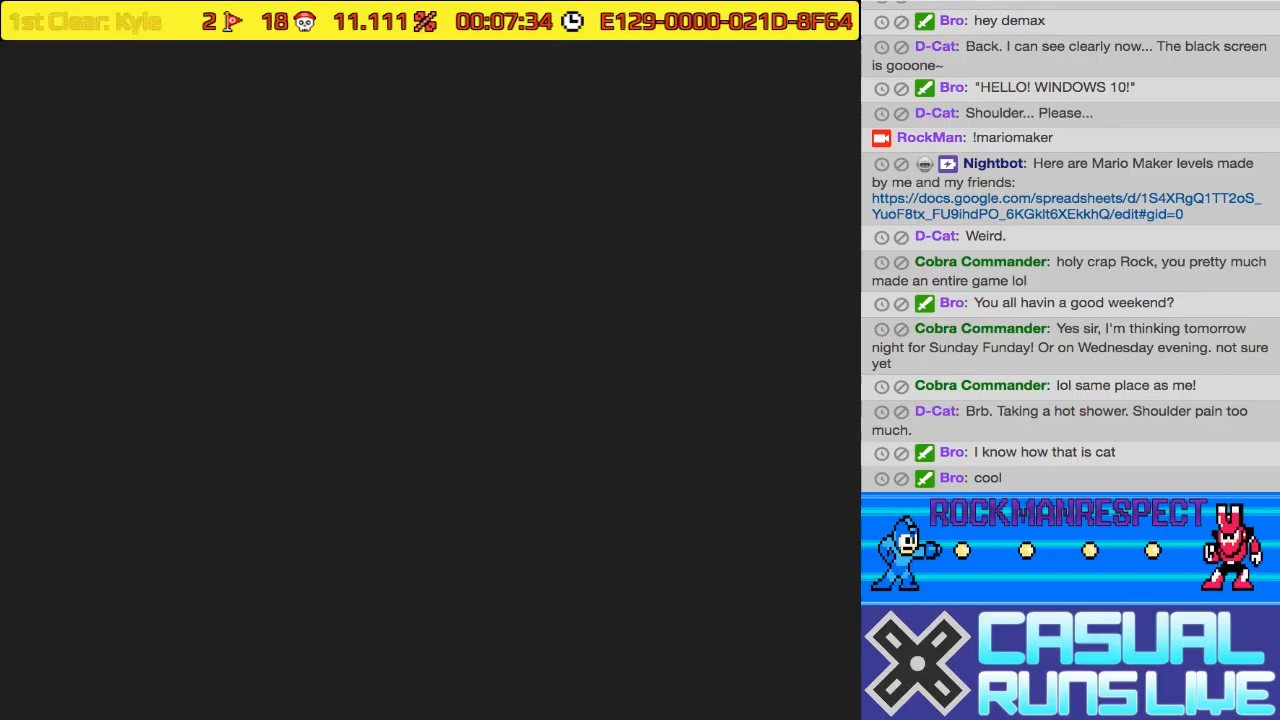 1st Clear: Kyle 2 18 11.111 00:07:34 E129-0000-021D-8F64
Bro: hey demax
D-Cat: Back. I can see clearly now... The black screen
is gooone~
Bro: "HELLO! WINDOWS 10!"
D-Cat: Shoulder... Please...
RockMan: !mariomaker
Nightbot: Here are Mario Maker levels made
by me and my friends:
https://docs.google.com/spreadsheets/d/1S4XRgQ1TT2oS_
YuoF8tx_FU9ihdPO_6KGklt6XEkkhQ/edit#gid=0
D-Cat: Weird.
Cobra Commander: holy crap Rock, you pretty much
made an entire game lol
Bro: You all havin a good weekend?
Cobra Commander: Yes sir, I'm thinking tomorrow
night for Sunday Funday! Or on Wednesday evening. not sure
yet
Cobra Commander: lol same place as me!
D-Cat: Brb. Taking a hot shower. Shoulder pain too
much.
Bro: I know how that is cat
Bro: cool
ROCKMANRESPECT
CASUAL
RUNS LIVE